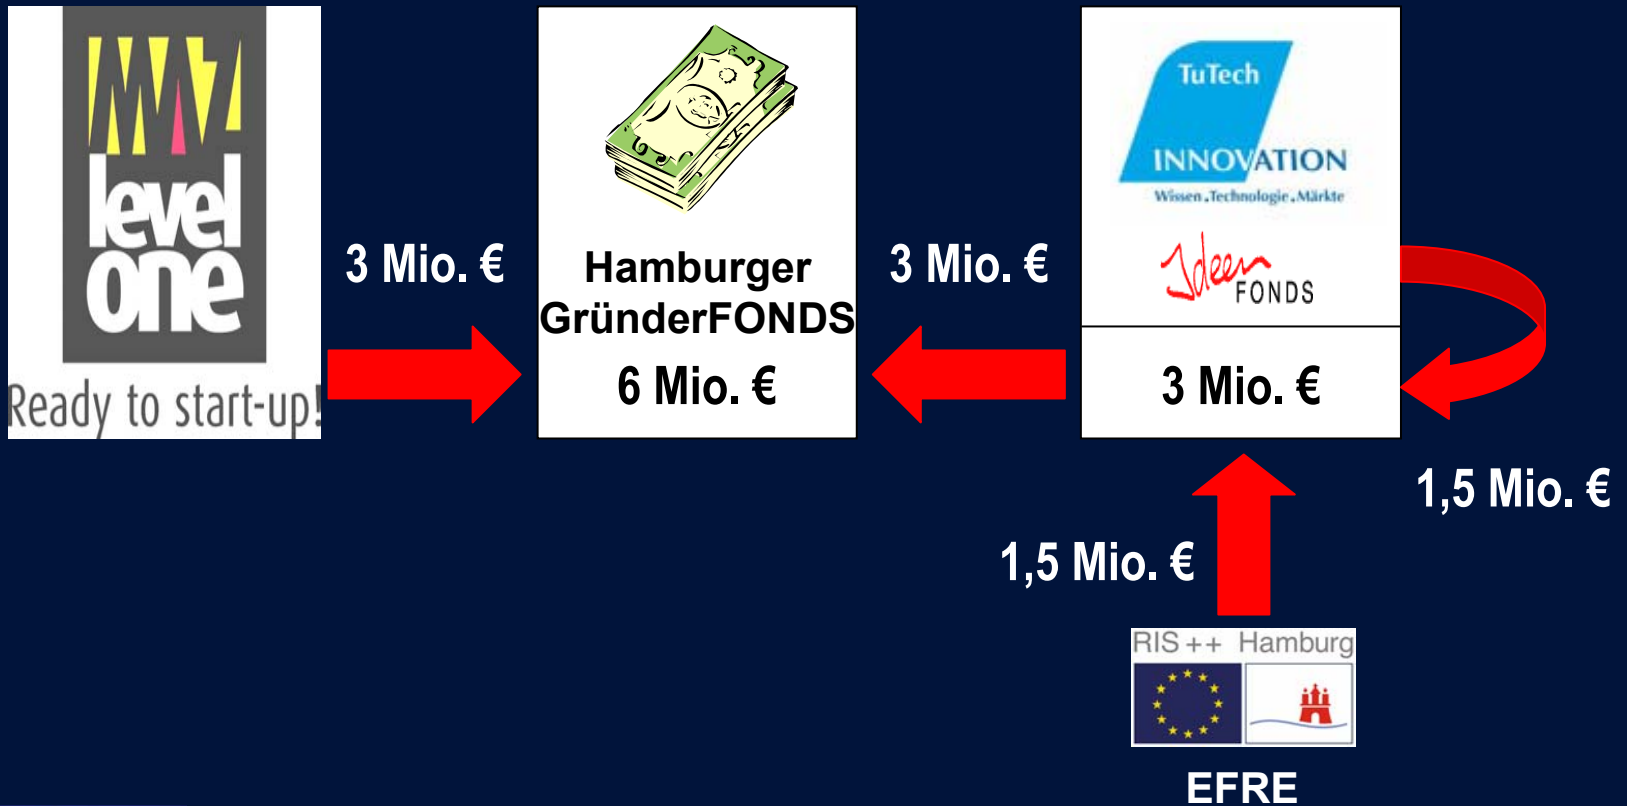 MAZ
level
one
Ready to start-up!
3 Mio. €
Hamburger
GründerFONDS
6 Mio. €
3 Mio. €
TuTech
INNOVATION
Wissen.Technologie.Märkte
Ideen
FONDS
3 Mio. €
1,5 Mio. €
1,5 Mio. €
RIS++ Hamburg
EFRE